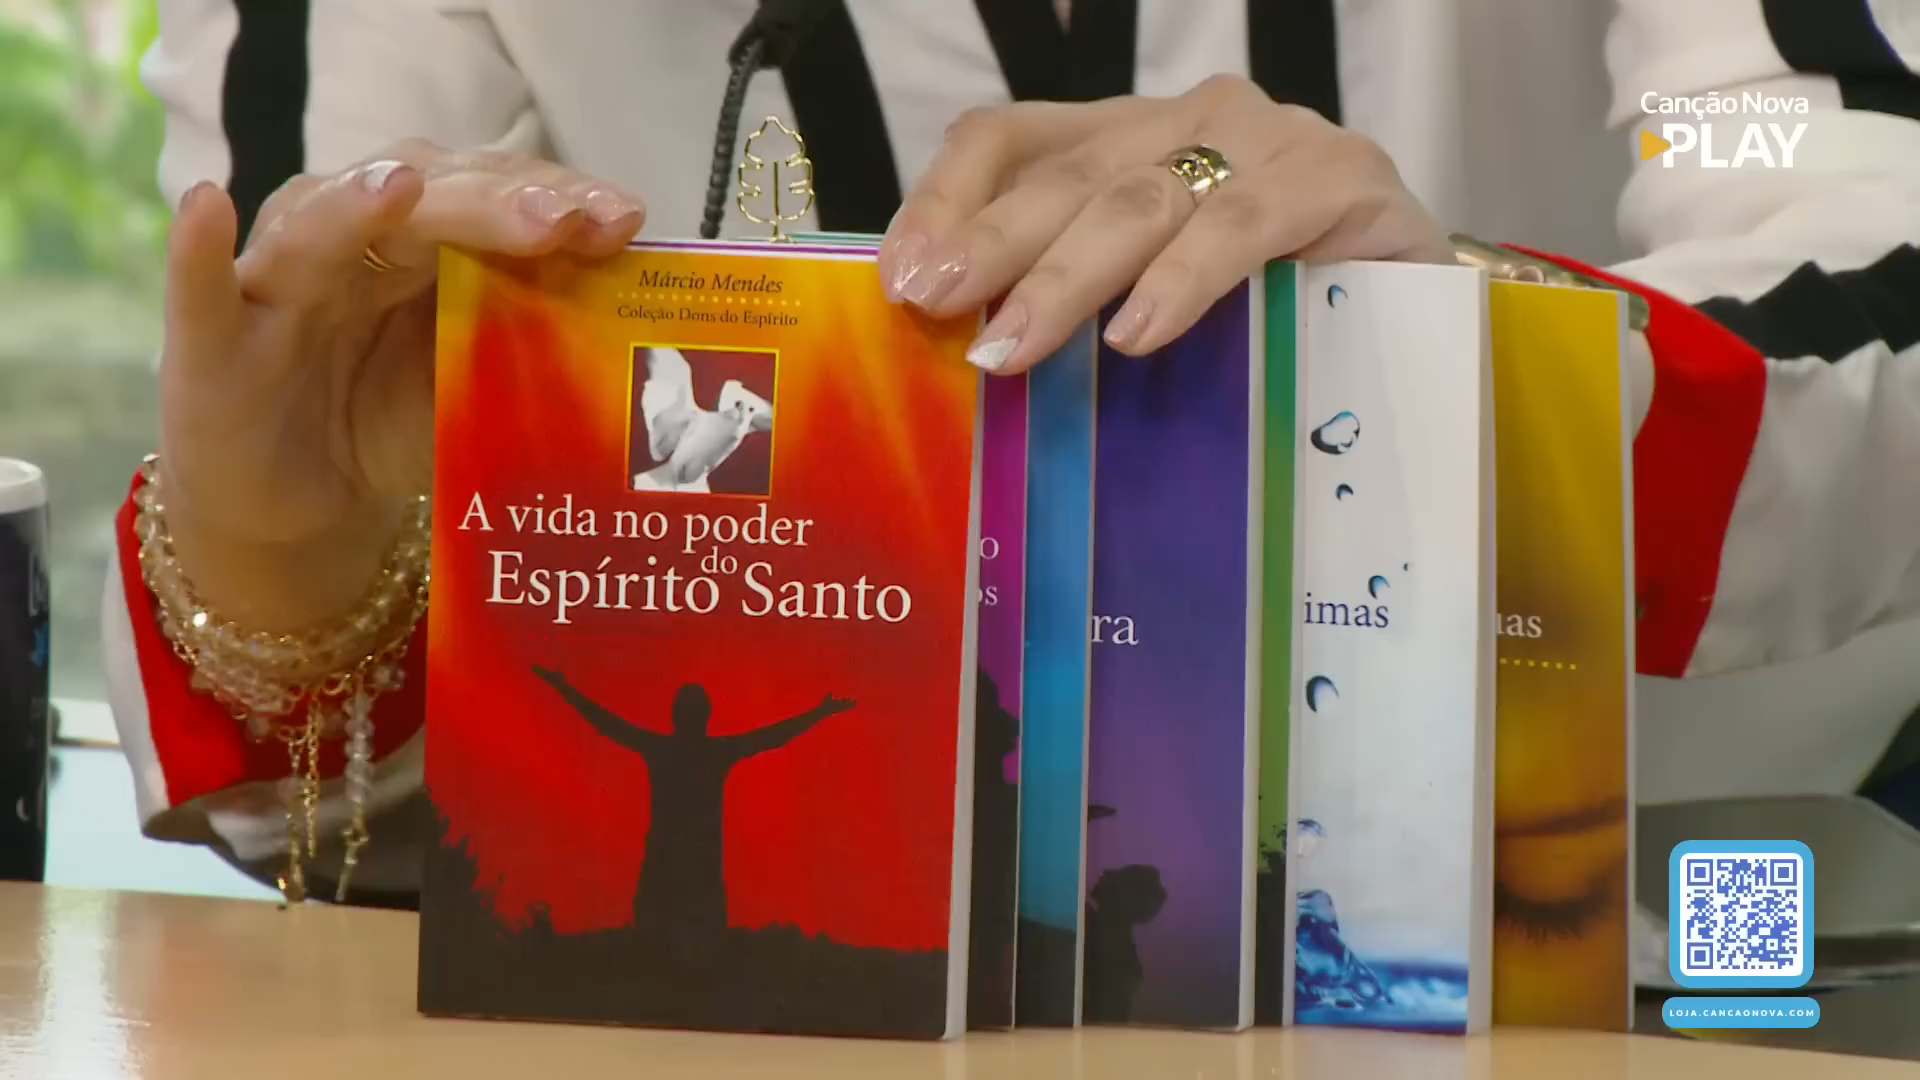 Canção Nova
PLAY
Márcio Mendes
Coleção Dons do Espírito
A vida no poder
do
Espírito Santo
o
os
ra
imas
uas
LOJA.CANCAONOVA.COM